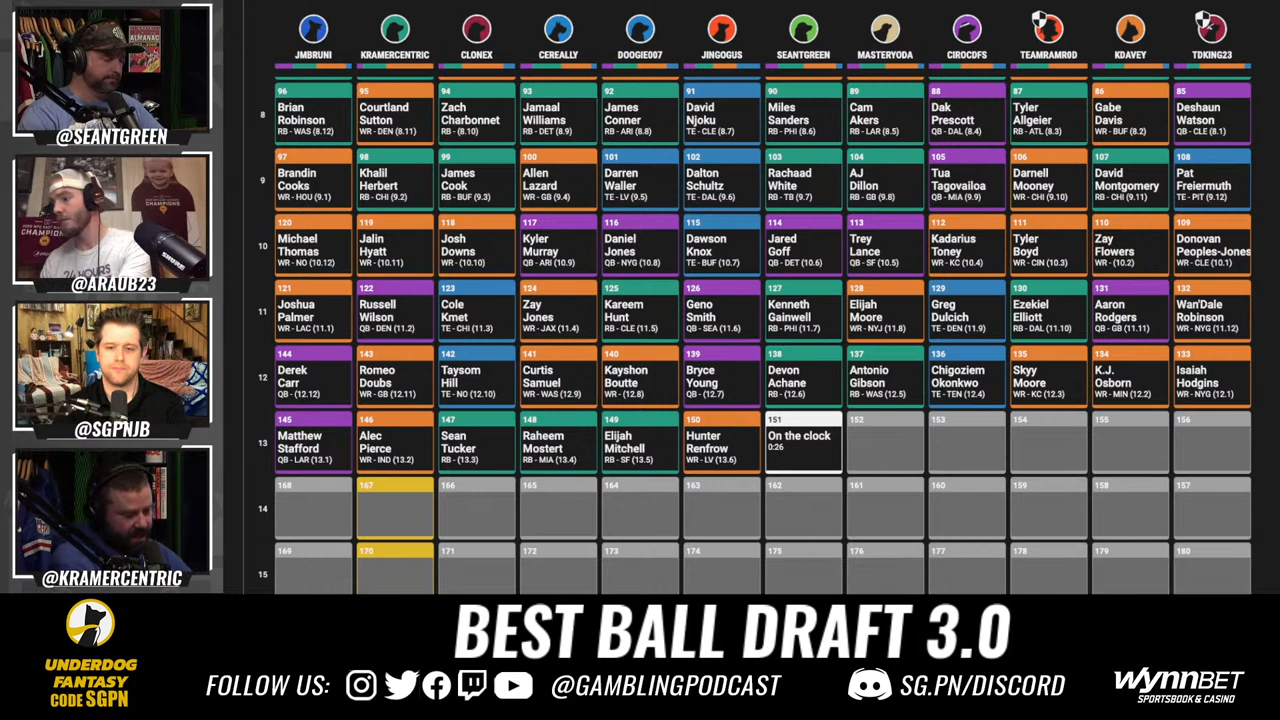 JMBRUNI
KRAMERCENTRIC
CLONEX
CEREALLY
DOOGIE007
JINGOGUS
SEANTGREEN
MASTERYODA
CIROCDFS
TEAMRAMROD
KDAVEY
TDKING23
8
96 Brian Robinson RB - WAS (8.12)
95 Courtland Sutton WR - DEN (8.11)
94 Zach Charbonnet RB - (8.10)
93 Jamaal Williams RB - DET (8.9)
92 James Conner RB - ARI (8.8)
91 David Njoku TE - CLE (8.7)
90 Miles Sanders RB - PHI (8.6)
89 Cam Akers RB - LAR (8.5)
88 Dak Prescott QB - DAL (8.4)
87 Tyler Allgeier RB - ATL (8.3)
86 Gabe Davis WR - BUF (8.2)
85 Deshaun Watson QB - CLE (8.1)
9
97 Brandin Cooks WR - HOU (9.1)
98 Khalil Herbert RB - CHI (9.2)
99 James Cook RB - BUF (9.3)
100 Allen Lazard WR - GB (9.4)
101 Darren Waller TE - LV (9.5)
102 Dalton Schultz TE - DAL (9.6)
103 Rachaad White RB - TB (9.7)
104 AJ Dillon RB - GB (9.8)
105 Tua Tagovailoa QB - MIA (9.9)
106 Darnell Mooney WR - CHI (9.10)
107 David Montgomery RB - CHI (9.11)
108 Pat Freiermuth TE - PIT (9.12)
10
120 Michael Thomas WR - NO (10.12)
119 Jalin Hyatt WR - (10.11)
118 Josh Downs WR - (10.10)
117 Kyler Murray QB - ARI (10.9)
116 Daniel Jones QB - NYG (10.8)
115 Dawson Knox TE - BUF (10.7)
114 Jared Goff QB - DET (10.6)
113 Trey Lance QB - SF (10.5)
112 Kadarius Toney WR - KC (10.4)
111 Tyler Boyd WR - CIN (10.3)
110 Zay Flowers WR - (10.2)
109 Donovan Peoples-Jones WR - CLE (10.1)
11
121 Joshua Palmer WR - LAC (11.1)
122 Russell Wilson QB - DEN (11.2)
123 Cole Kmet TE - CHI (11.3)
124 Zay Jones WR - JAX (11.4)
125 Kareem Hunt RB - CLE (11.5)
126 Geno Smith QB - SEA (11.6)
127 Kenneth Gainwell RB - PHI (11.7)
128 Elijah Moore WR - NYJ (11.8)
129 Greg Dulcich TE - DEN (11.9)
130 Ezekiel Elliott RB - DAL (11.10)
131 Aaron Rodgers QB - GB (11.11)
132 Wan'Dale Robinson WR - NYG (11.12)
12
144 Derek Carr QB - (12.12)
143 Romeo Doubs WR - GB (12.11)
142 Taysom Hill TE - NO (12.10)
141 Curtis Samuel WR - WAS (12.9)
140 Kayshon Boutte WR - (12.8)
139 Bryce Young QB - (12.7)
138 Devon Achane RB - (12.6)
137 Antonio Gibson RB - WAS (12.5)
136 Chigoziem Okonkwo TE - TEN (12.4)
135 Skyy Moore WR - KC (12.3)
134 K.J. Osborn WR - MIN (12.2)
133 Isaiah Hodgins WR - NYG (12.1)
13
145 Matthew Stafford QB - LAR (13.1)
146 Alec Pierce WR - IND (13.2)
147 Sean Tucker RB - (13.3)
148 Raheem Mostert RB - MIA (13.4)
149 Elijah Mitchell RB - SF (13.5)
150 Hunter Renfrow WR - LV (13.6)
151 On the clock 0:26
152
153
154
155
156
14
168
167
166
165
164
163
162
161
160
159
158
157
15
169
170
171
172
173
174
175
176
177
178
179
180
ALMANAC
@SEANTGREEN
CHAMPION
CHAMPIONS
24 HOURS
SHURE
@ARAUB23
@SGPNJB
@KRAMERCENTRIC
UNDERDOG
FANTASY
CODE SGPN
BEST BALL DRAFT 3.0
FOLLOW US:
@GAMBLINGPODCAST
SG.PN/DISCORD
WYNNBET
SPORTSBOOK & CASINO